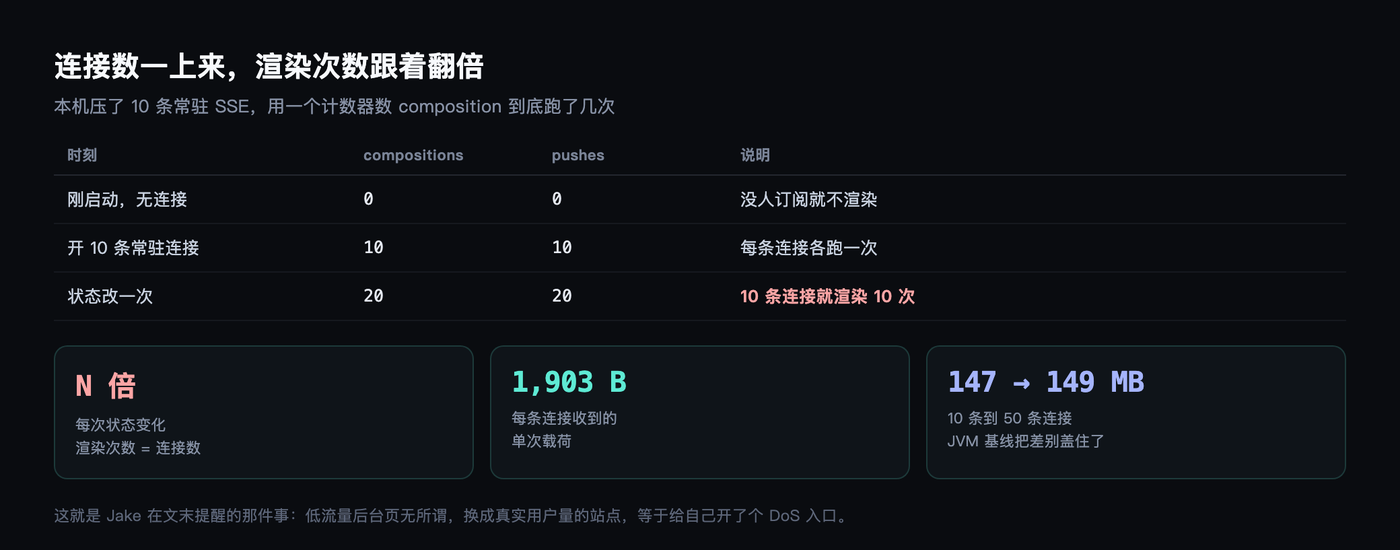 连接数一上来，渲染次数跟着翻倍
本机压了 10 条常驻 SSE，用一个计数器数 composition 到底跑了几次
时刻 compositions pushes 说明
刚启动，无连接 0 0 没人订阅就不渲染
开 10 条常驻连接 10 10 每条连接各跑一次
状态改一次 20 20 10 条连接就渲染 10 次
N 倍
每次状态变化
渲染次数 = 连接数
1,903 B
每条连接收到的
单次载荷
147 → 149 MB
10 条到 50 条连接
JVM 基线把差别盖住了
这就是 Jake 在文末提醒的那件事：低流量后台页无所谓，换成真实用户量的站点，等于给自己开了个 DoS 入口。